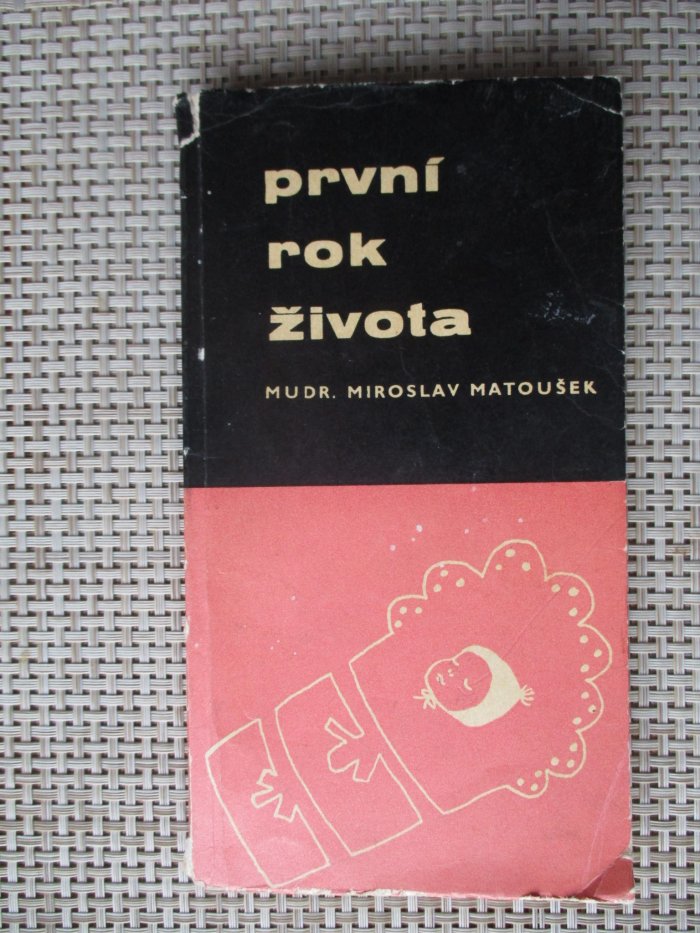 první
rok
života
MUDR. MIROSLAV MATOUŠEK